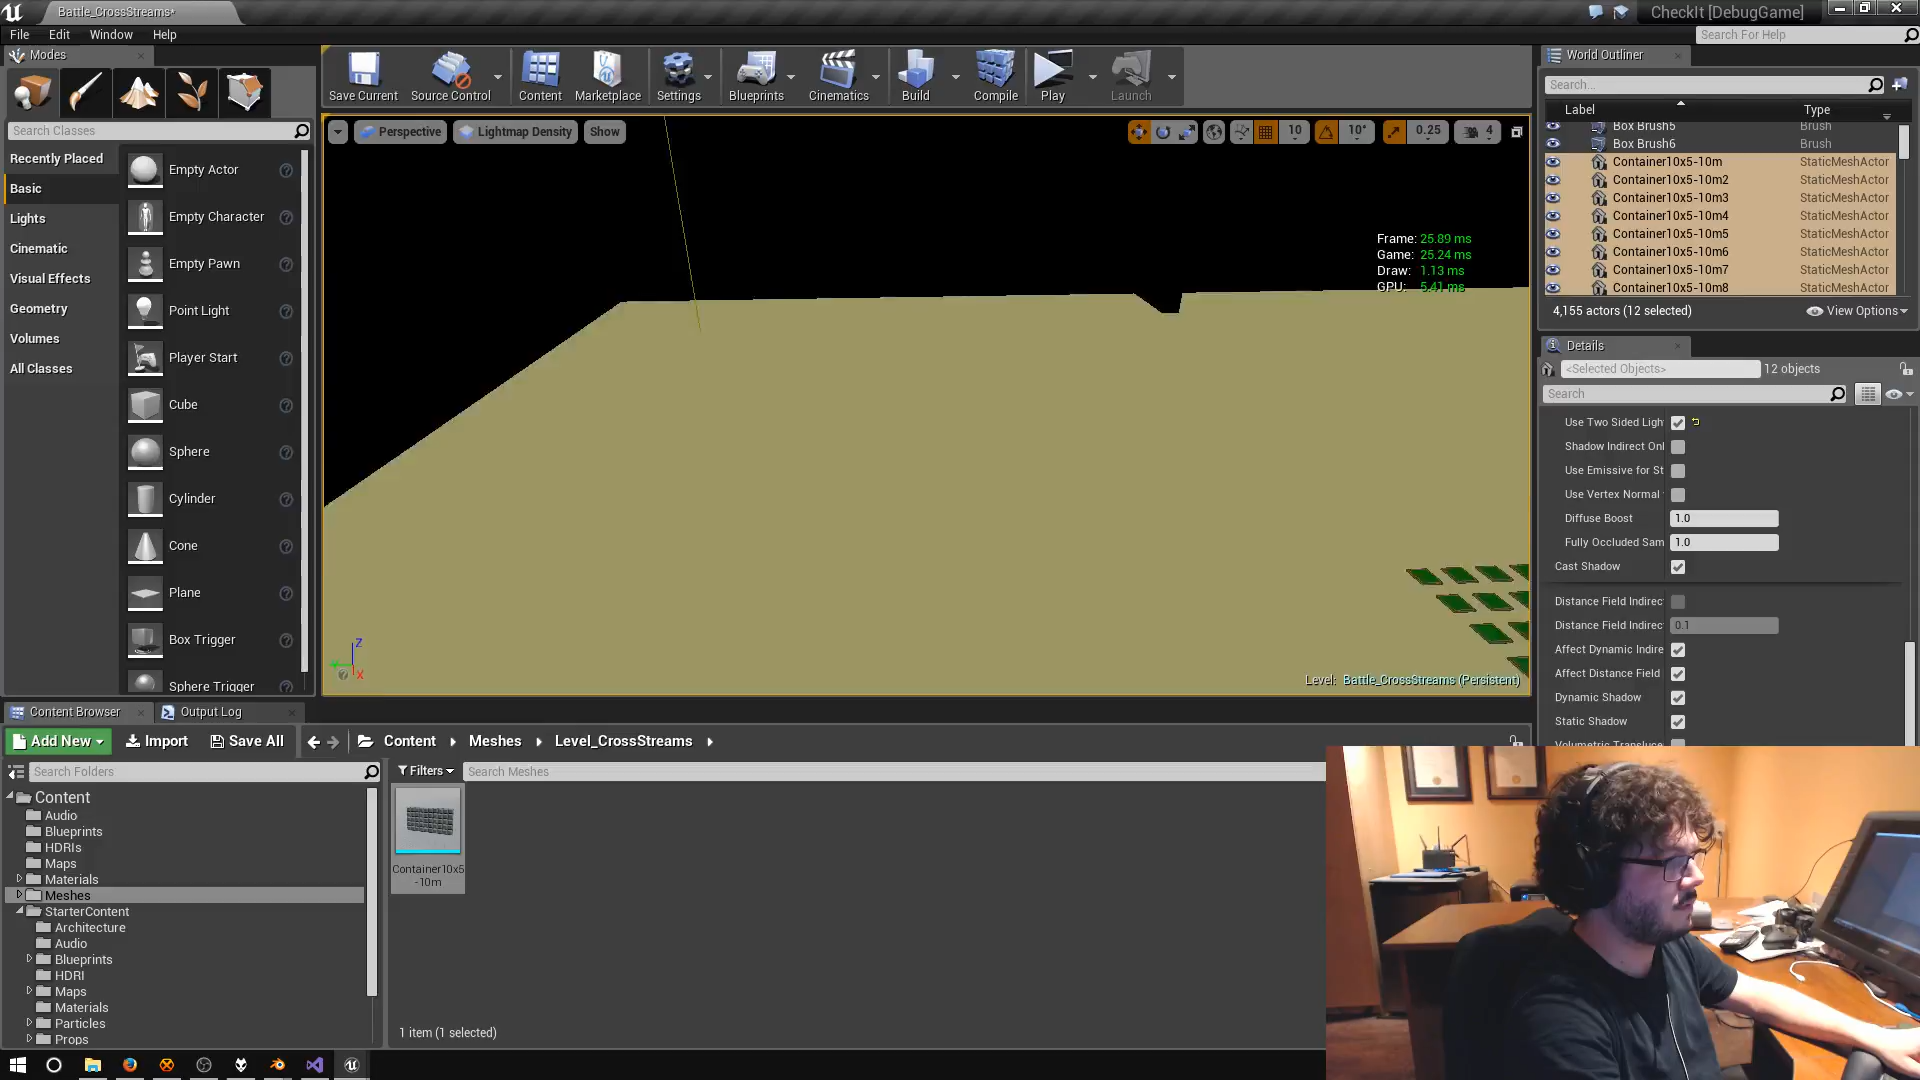 Battle_CrossStreams*
CheckIt [DebugGame]
File Edit Window Help
Search For Help
Modes
World Outliner
Save Current
Source Control
Content
Marketplace
Settings
Blueprints
Cinematics
Build
Compile
Play
Launch
Search Classes
Search...
Label Type
Recently Placed
Basic
Lights
Cinematic
Visual Effects
Geometry
Volumes
All Classes
Empty Actor
Empty Character
Empty Pawn
Point Light
Player Start
Cube
Sphere
Cylinder
Cone
Plane
Box Trigger
Sphere Trigger
Perspective
Lightmap Density
Show
10
10°
0.25
4
Frame: 25.89 ms
Game: 25.24 ms
Draw: 1.13 ms
GPU: 5.41 ms
Z
X
Level: Battle_CrossStreams (Persistent)
Box Brush5 Brush
Box Brush6 Brush
Container10x5-10m StaticMeshActor
Container10x5-10m2 StaticMeshActor
Container10x5-10m3 StaticMeshActor
Container10x5-10m4 StaticMeshActor
Container10x5-10m5 StaticMeshActor
Container10x5-10m6 StaticMeshActor
Container10x5-10m7 StaticMeshActor
Container10x5-10m8 StaticMeshActor
4,155 actors (12 selected)
View Options
Details
<Selected Objects>
12 objects
Search
Use Two Sided Ligh
Shadow Indirect Onl
Use Emissive for St
Use Vertex Normal
Diffuse Boost 1.0
Fully Occluded Sam 1.0
Cast Shadow
Distance Field Indirec
Distance Field Indirec 0.1
Affect Dynamic Indire
Affect Distance Field
Dynamic Shadow
Static Shadow
Volumetric Transluce
Content Browser
Output Log
Add New
Import
Save All
Content
Meshes
Level_CrossStreams
Search Folders
Filters
Search Meshes
Content
Audio
Blueprints
HDRIs
Maps
Materials
Meshes
StarterContent
Architecture
Audio
Blueprints
HDRI
Maps
Materials
Particles
Props
Container10x5
-10m
1 item (1 selected)